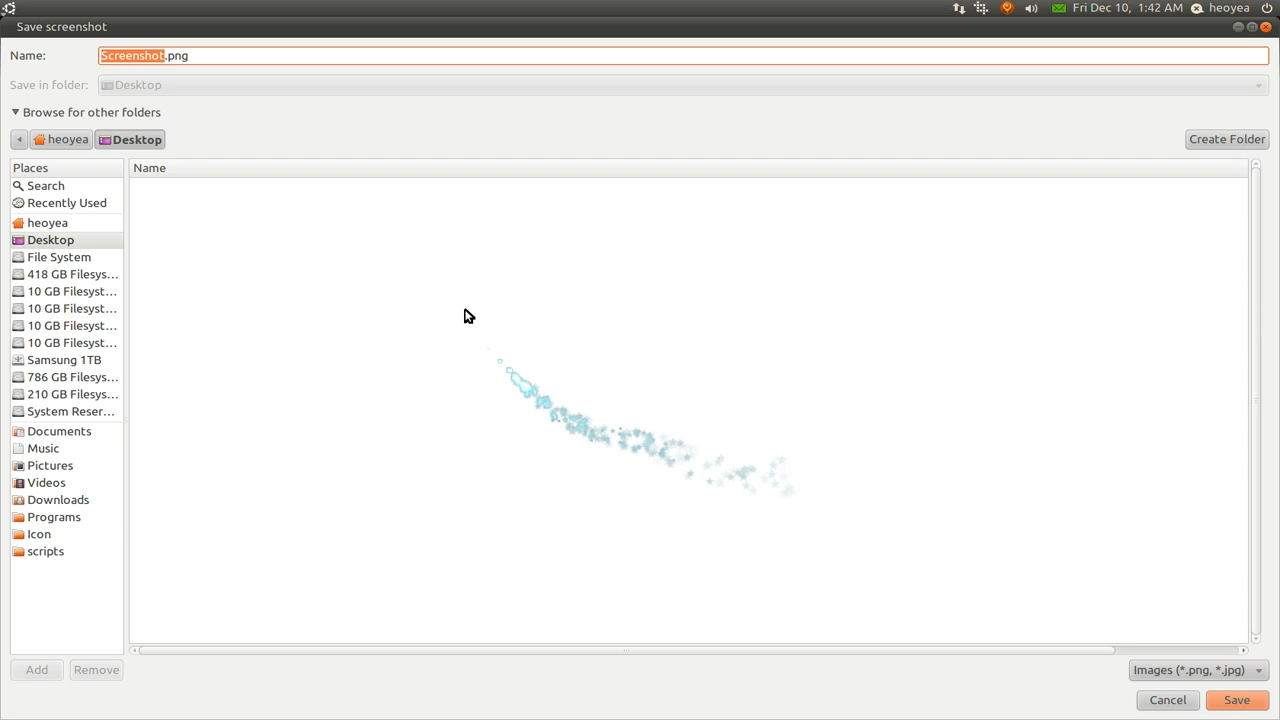 Fri Dec 10, 1:42 AM heoyea
Save screenshot
Name: Screenshot.png
Save in folder: Desktop
Browse for other folders
heoyea Desktop Create Folder
Places Name
Search
Recently Used
heoyea
Desktop
File System
418 GB Filesys...
10 GB Filesyst...
10 GB Filesyst...
10 GB Filesyst...
10 GB Filesyst...
Samsung 1TB
786 GB Filesys...
210 GB Filesys...
System Reser...
Documents
Music
Pictures
Videos
Downloads
Programs
Icon
scripts
Add Remove Images (*.png, *.jpg)
Cancel Save